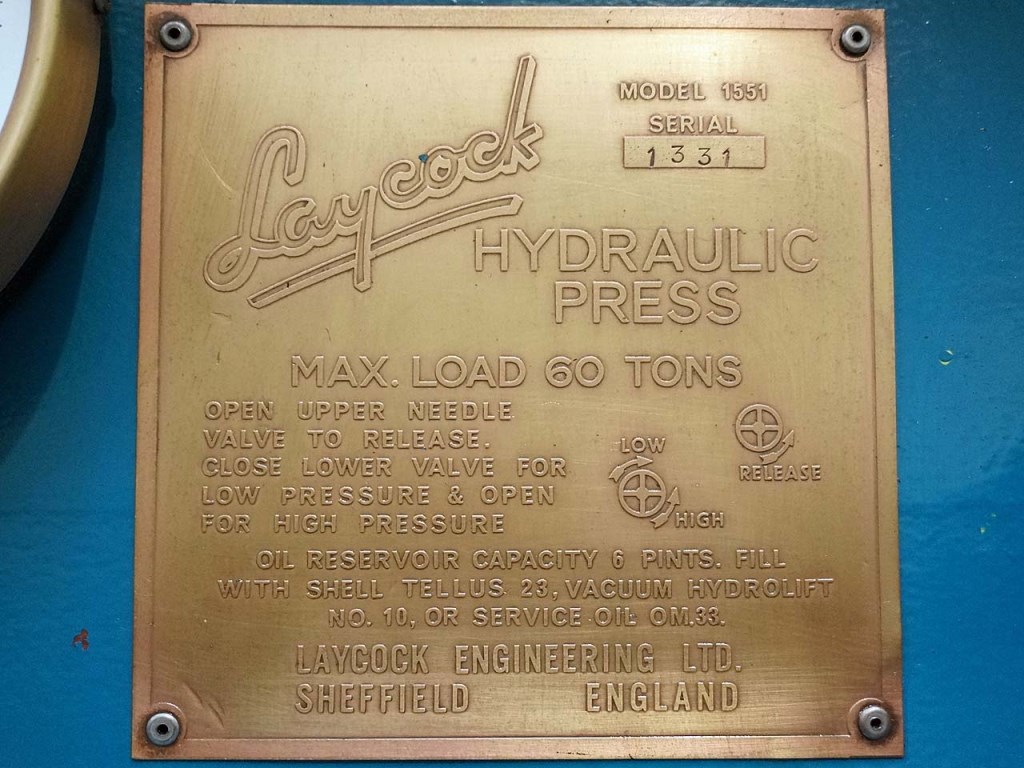 Laycock
MODEL 1551
SERIAL
1331
HYDRAULIC
PRESS
MAX. LOAD 60 TONS
OPEN UPPER NEEDLE
VALVE TO RELEASE.
CLOSE LOWER VALVE FOR
LOW PRESSURE & OPEN
FOR HIGH PRESSURE
LOW
HIGH
RELEASE
OIL RESERVOIR CAPACITY 6 PINTS. FILL
WITH SHELL TELLUS 23, VACUUM HYDROLIFT
NO. 10, OR SERVICE OIL OM.33.
LAYCOCK ENGINEERING LTD.
SHEFFIELD ENGLAND